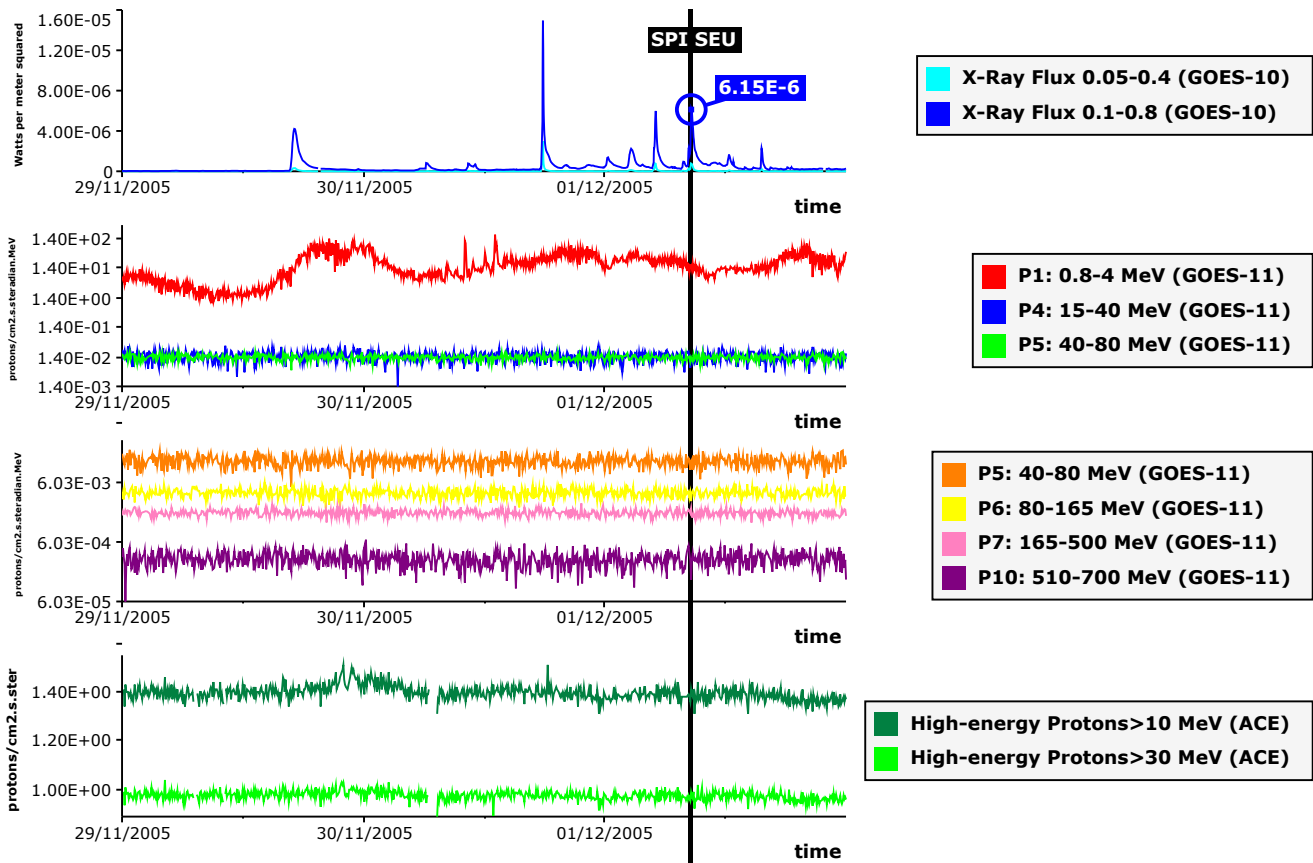 1.60E-05
1.20E-05
8.00E-06
4.00E-06
0
Watts per meter squared
SPI SEU
6.15E-6
29/11/2005 30/11/2005 01/12/2005
time
X-Ray Flux 0.05-0.4 (GOES-10)
X-Ray Flux 0.1-0.8 (GOES-10)
1.40E+02
1.40E+01
1.40E+00
1.40E-01
1.40E-02
1.40E-03
protons/cm2.s.steradian.MeV
29/11/2005 30/11/2005 01/12/2005
time
P1: 0.8-4 MeV (GOES-11)
P4: 15-40 MeV (GOES-11)
P5: 40-80 MeV (GOES-11)
6.03E-03
6.03E-04
6.03E-05
protons/cm2.s.steradian.MeV
29/11/2005 30/11/2005 01/12/2005
time
P5: 40-80 MeV (GOES-11)
P6: 80-165 MeV (GOES-11)
P7: 165-500 MeV (GOES-11)
P10: 510-700 MeV (GOES-11)
1.40E+00
1.20E+00
1.00E+00
protons/cm2.s.ster
29/11/2005 30/11/2005 01/12/2005
time
High-energy Protons>10 MeV (ACE)
High-energy Protons>30 MeV (ACE)